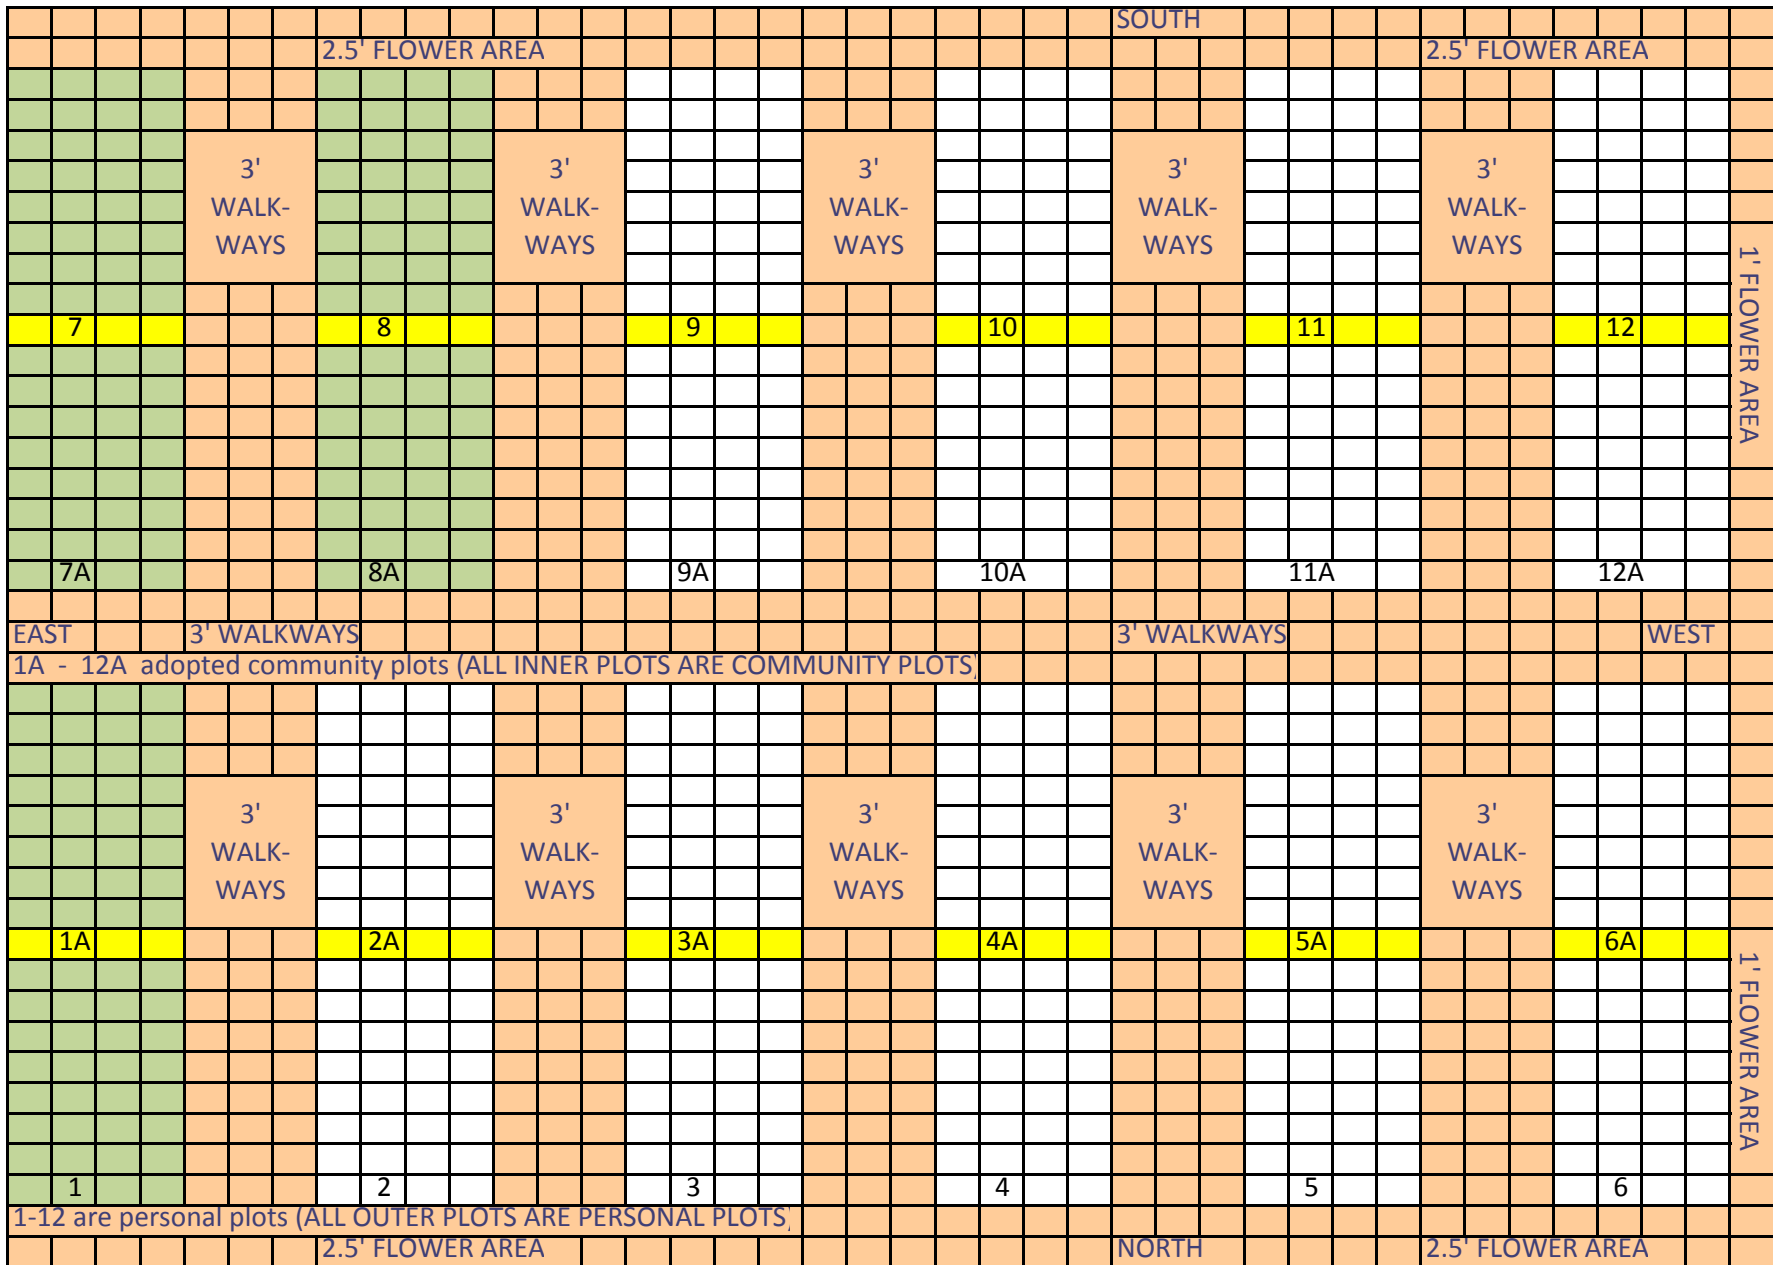 SOUTH
2.5' FLOWER AREA
2.5' FLOWER AREA
3'
WALK-
WAYS
3'
WALK-
WAYS
3'
WALK-
WAYS
3'
WALK-
WAYS
3'
WALK-
WAYS
1' FLOWER AREA
7 8 9 10 11 12
7A 8A 9A 10A 11A 12A
EAST 3' WALKWAYS 3' WALKWAYS WEST
1A - 12A adopted community plots (ALL INNER PLOTS ARE COMMUNITY PLOTS)
3'
WALK-
WAYS
3'
WALK-
WAYS
3'
WALK-
WAYS
3'
WALK-
WAYS
3'
WALK-
WAYS
1A 2A 3A 4A 5A 6A
1' FLOWER AREA
1 2 3 4 5 6
1-12 are personal plots (ALL OUTER PLOTS ARE PERSONAL PLOTS)
2.5' FLOWER AREA NORTH 2.5' FLOWER AREA